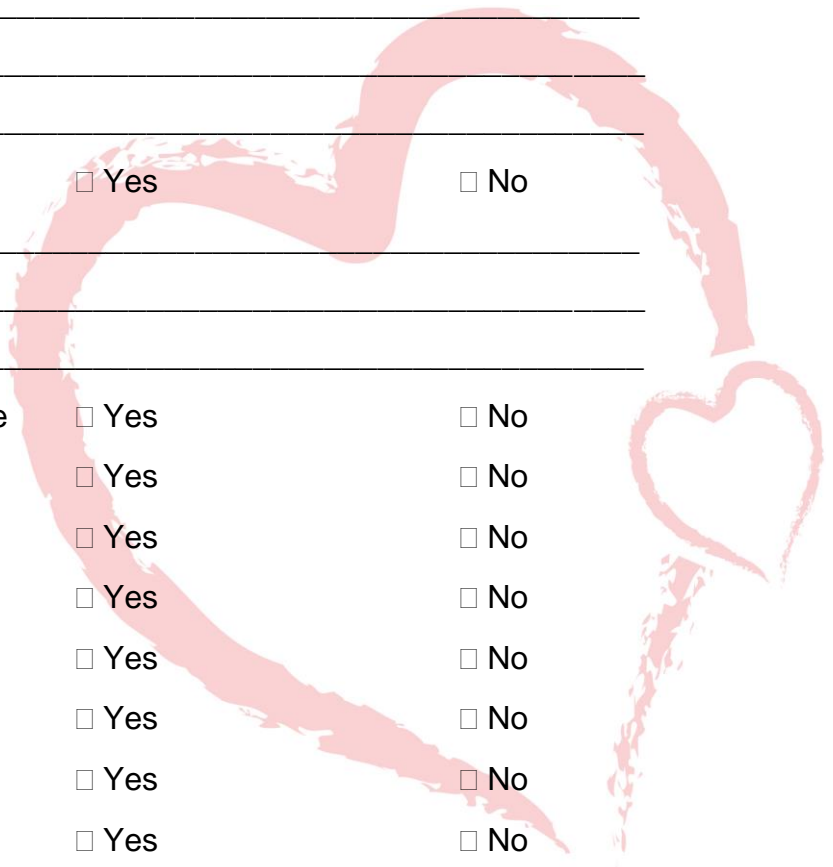 □ Yes □ No
e □ Yes □ No
□ Yes □ No
□ Yes □ No
□ Yes □ No
□ Yes □ No
□ Yes □ No
□ Yes □ No
□ Yes □ No